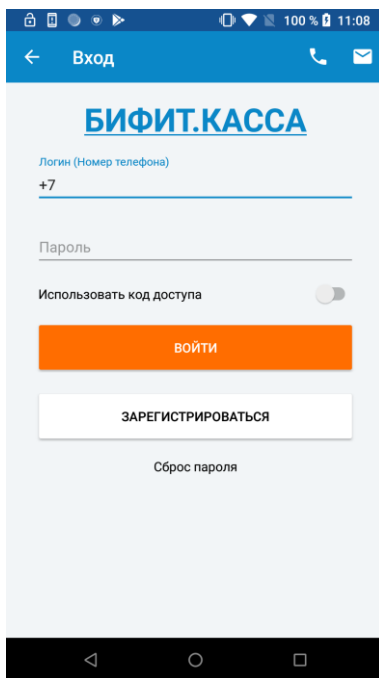 100 % 11:08
Вход
БИФИТ.КАССА
Логин (Номер телефона)
+7
Пароль
Использовать код доступа
ВОЙТИ
ЗАРЕГИСТРИРОВАТЬСЯ
Сброс пароля